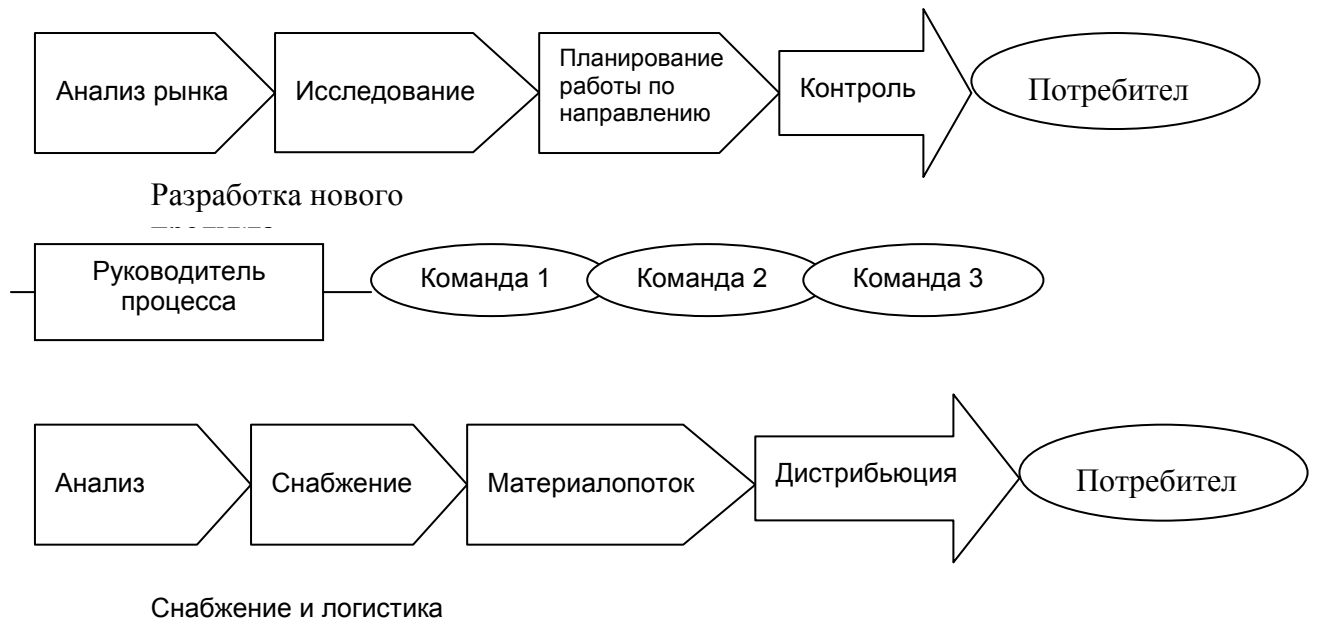 Анализ рынка
Исследование
Планирование
работы по
направлению
Контроль
Потребител
Разработка нового
Руководитель
процесса
Команда 1
Команда 2
Команда 3
Анализ
Снабжение
Материалопоток
Дистрибьюция
Потребител
Снабжение и логистика